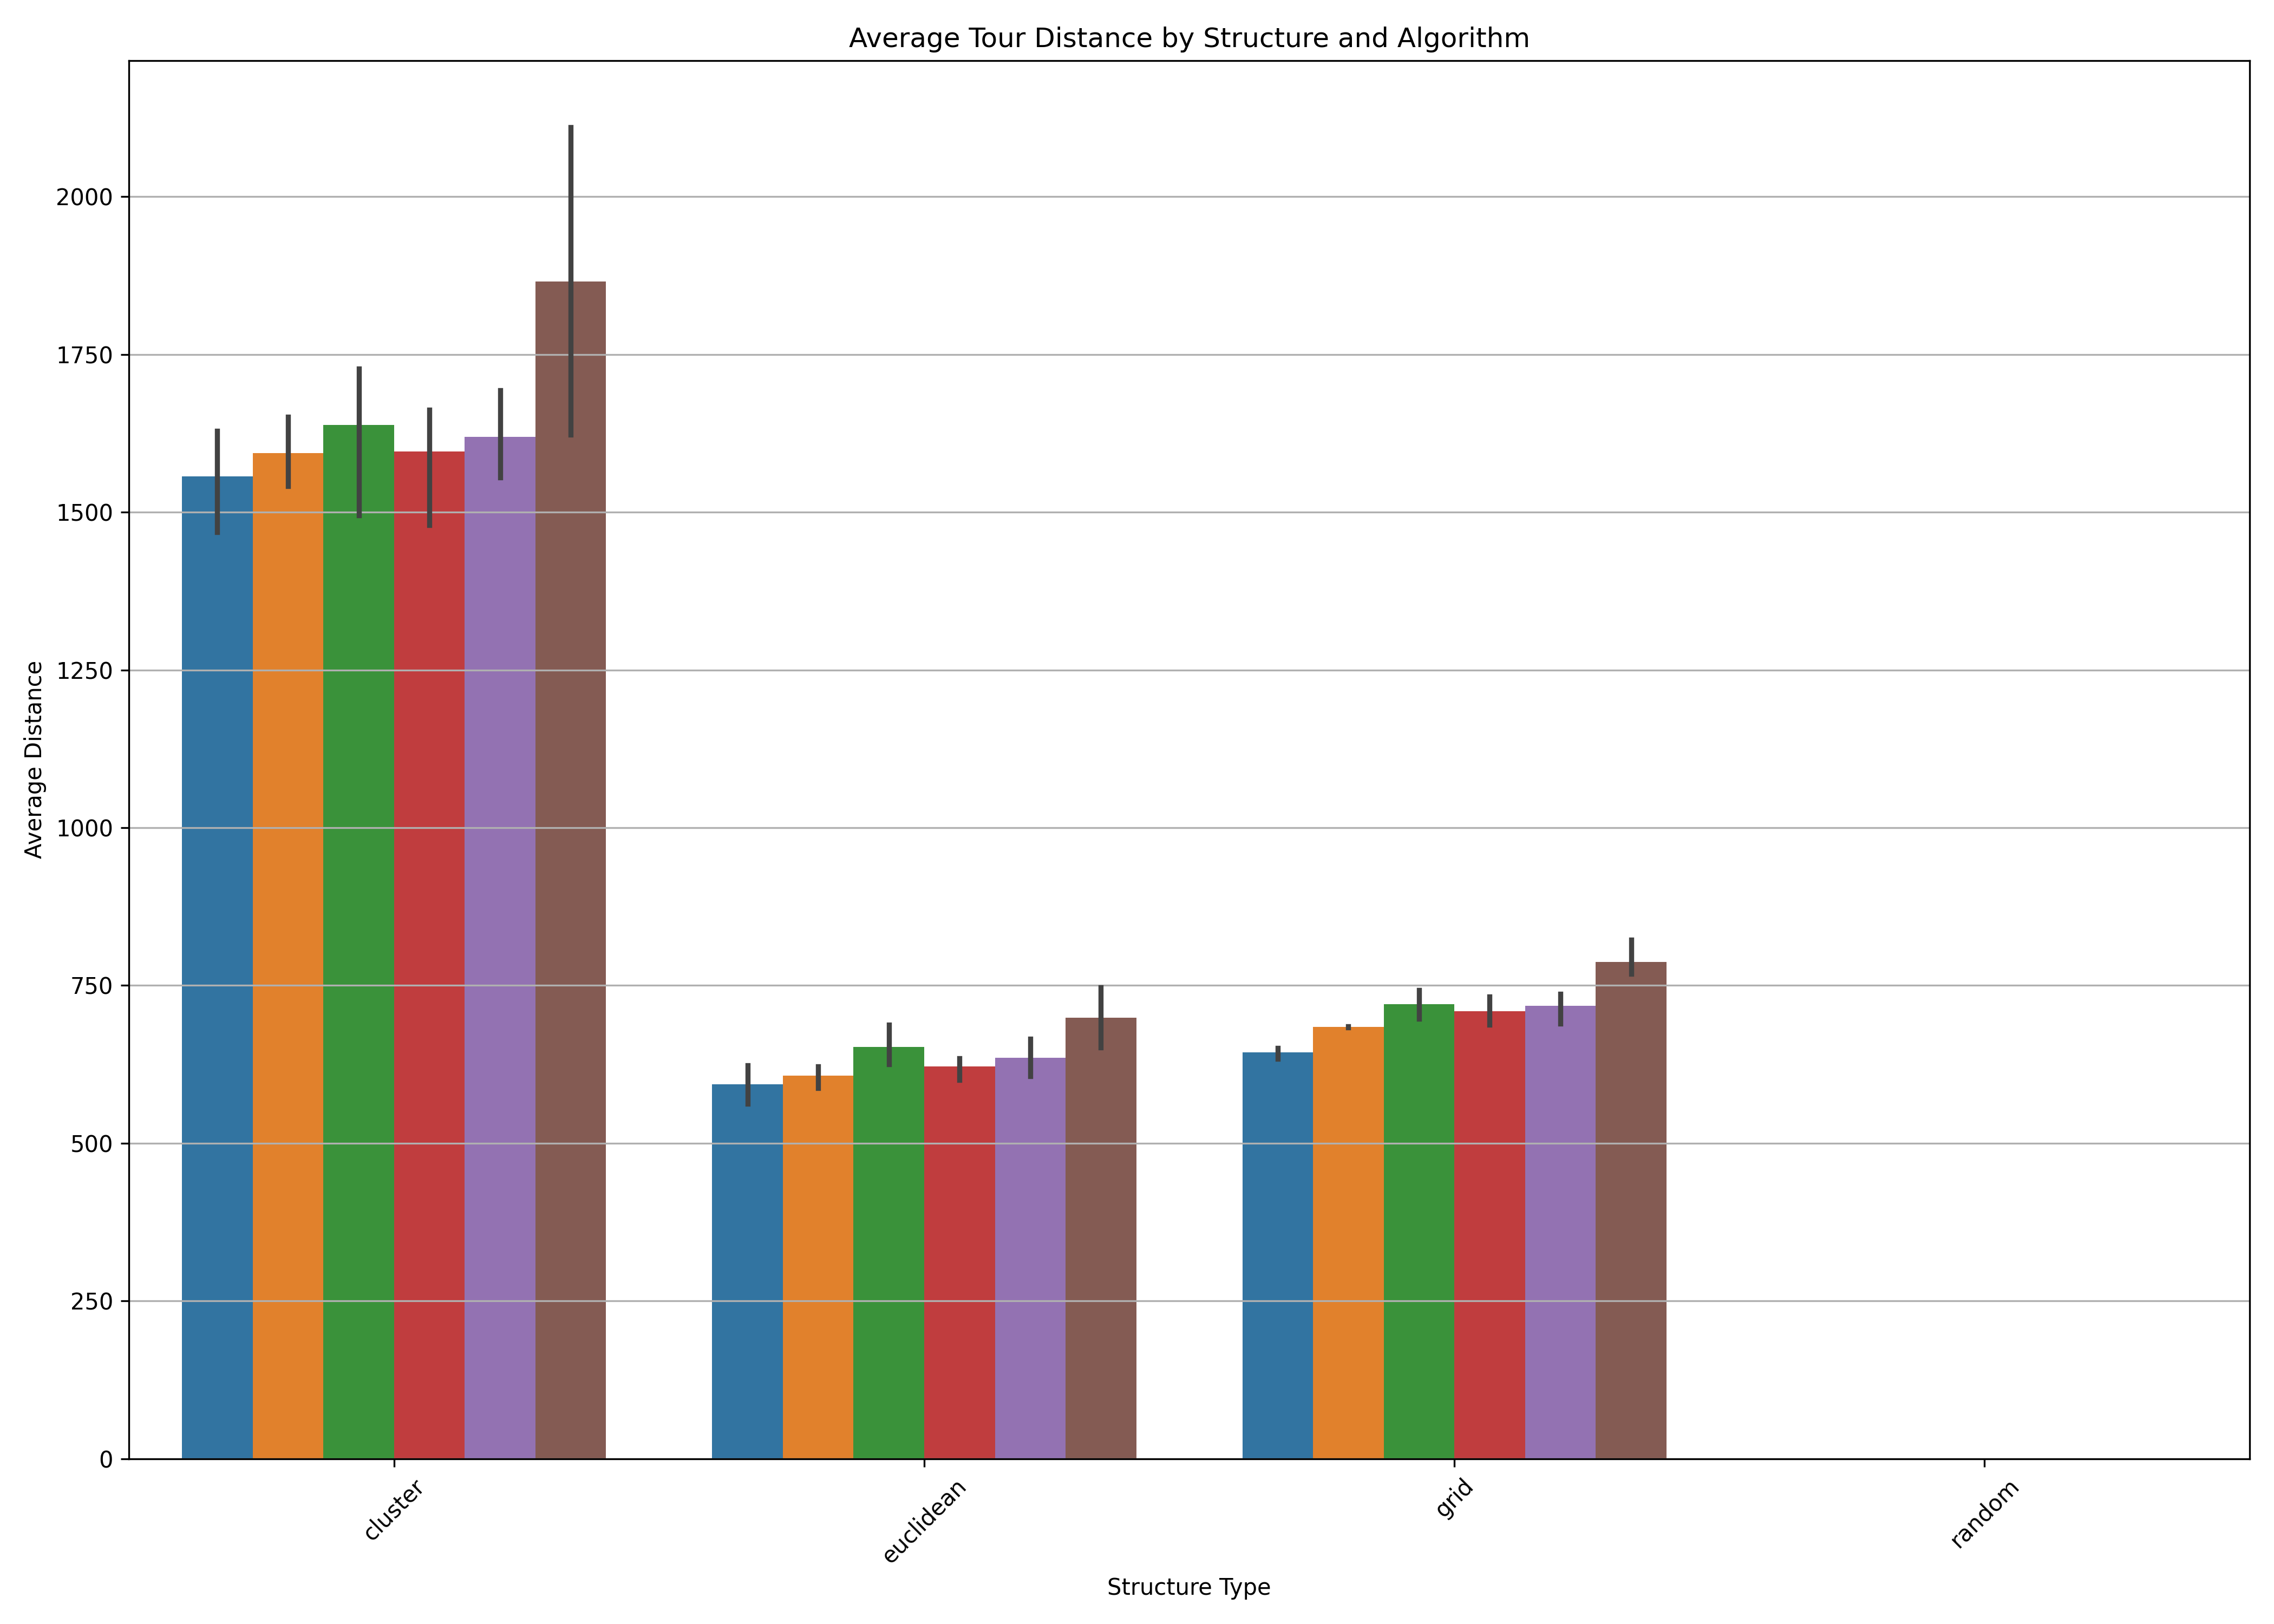 Average Tour Distance by Structure and Algorithm
Average Distance
2000
1750
1500
1250
1000
750
500
250
0
cluster
euclidean
grid
random
Structure Type